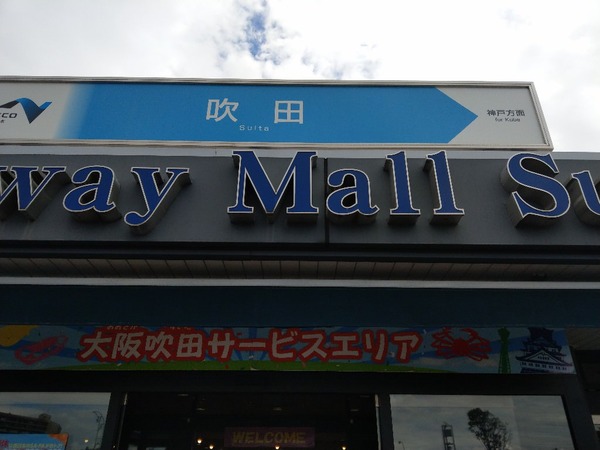 吹田
Suita
神戸方面
for Kobe
way Mall Su
大阪吹田サービスエリア
WELCOME